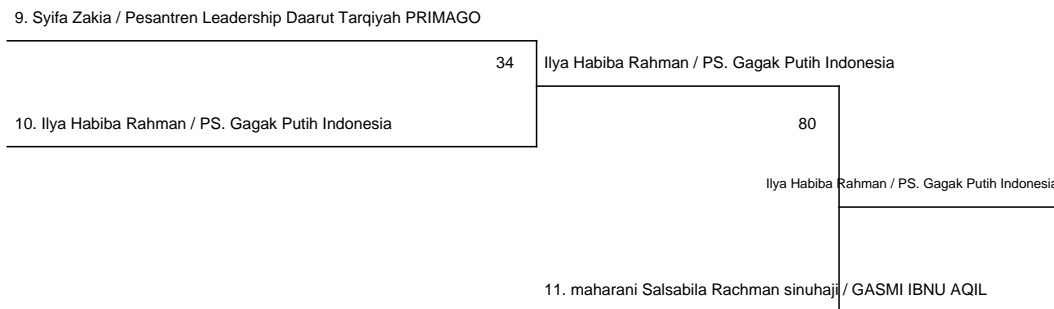 9. Syifa Zakia / Pesantren Leadership Daarut Tarqiyah PRIMAGO
34
Ilya Habiba Rahman / PS. Gagak Putih Indonesia
10. Ilya Habiba Rahman / PS. Gagak Putih Indonesia
80
Ilya Habiba Rahman / PS. Gagak Putih Indonesia
11. maharani Salsabila Rachman sinuhaji / GASMI IBNU AQIL